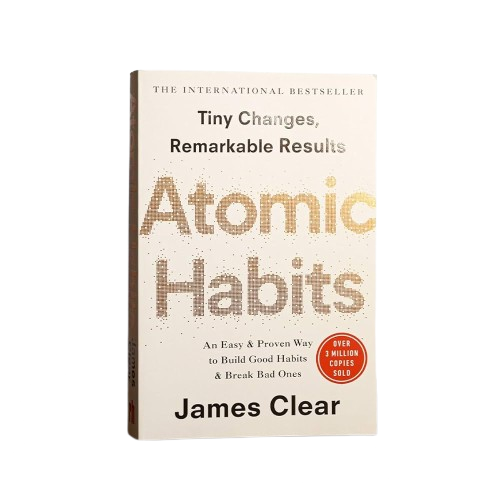 THE INTERNATIONAL BESTSELLER
Tiny Changes,
Remarkable Results
Atomic
Habits
An Easy & Proven Way
to Build Good Habits
& Break Bad Ones
OVER
3 MILLION
COPIES
SOLD
James Clear